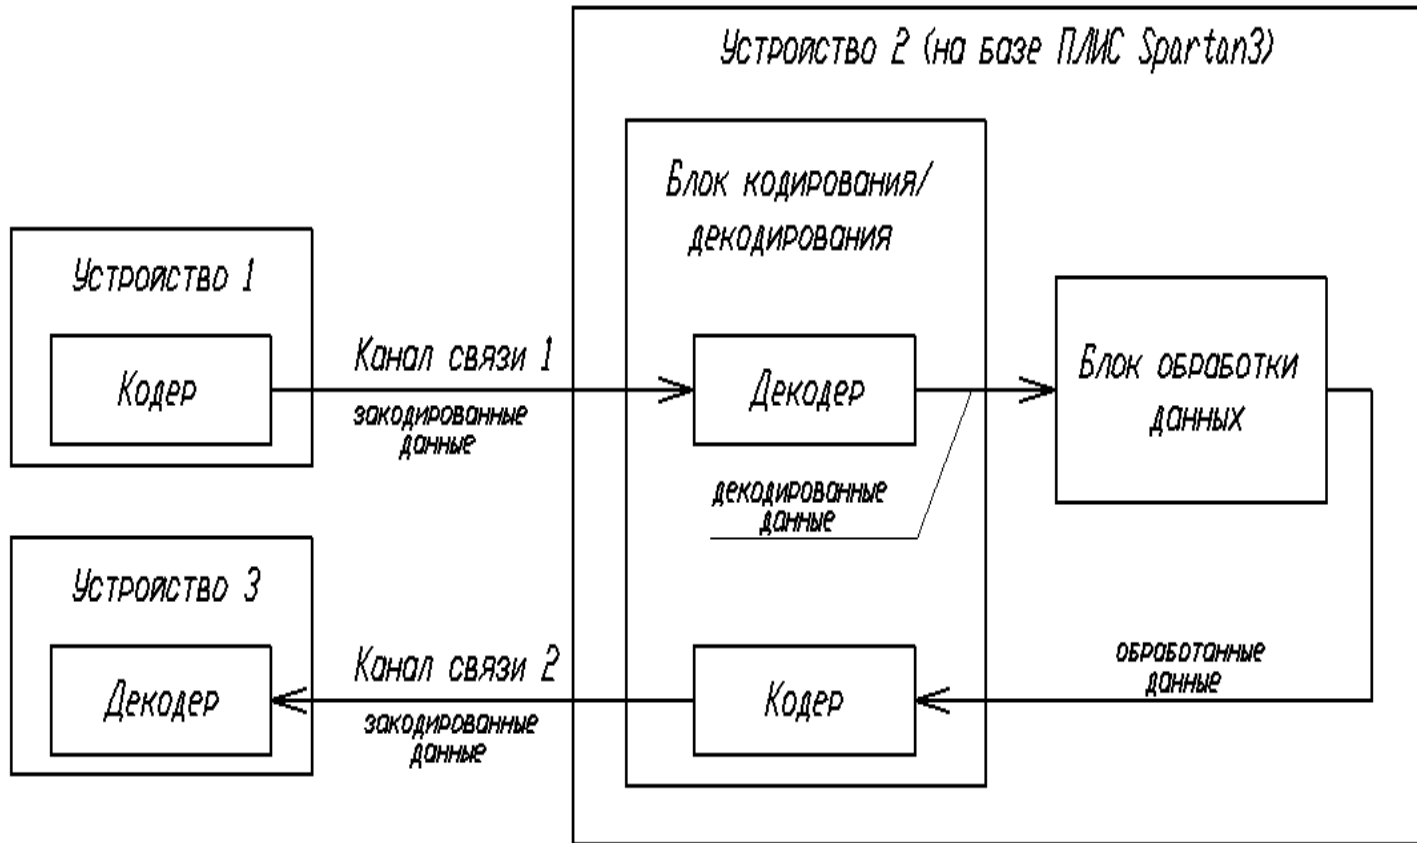 Устройство 2 (на базе ПЛИС Spartan3)
Блок кодирования/
декодирования
Устройство 1
Кодер
Канал связи 1
закодированные
данные
Декодер
декодированные
данные
Блок обработки
данных
Устройство 3
Декодер
Канал связи 2
закодированные
данные
Кодер
обработанные
данные